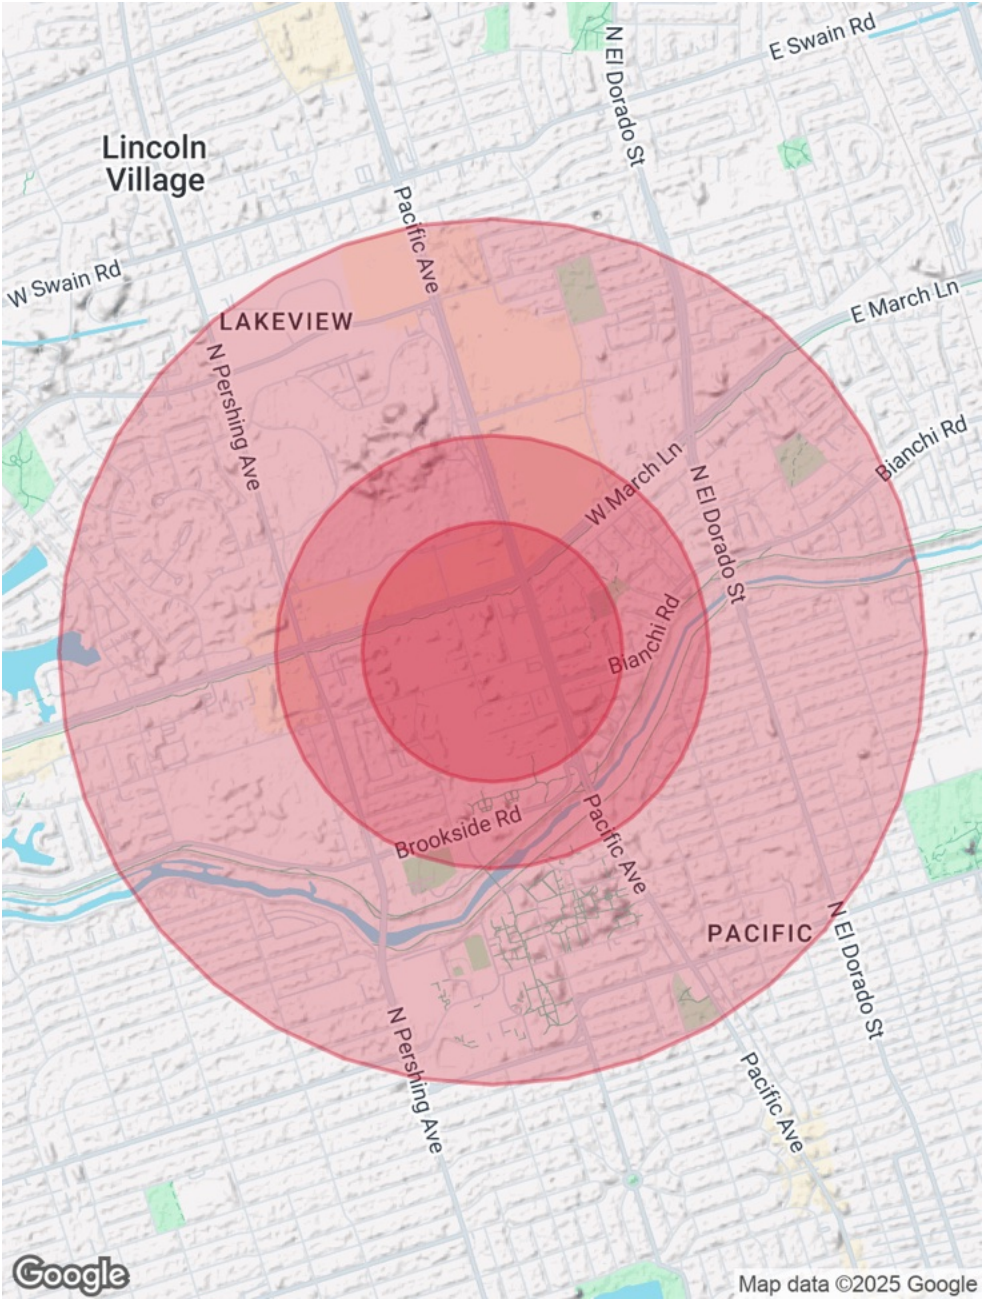 E Swain Rd
N El Dorado St
Lincoln
Village
Pacific Ave
W Swain Rd
E March Ln
LAKEVIEW
N Pershing Ave
Bianchi Rd
W March Ln
N El Dorado St
Bianchi Rd
Brookside Rd
Pacific Ave
PACIFIC
N El Dorado St
N Pershing Ave
Pacific Ave
Google
Map data ©2025 Google